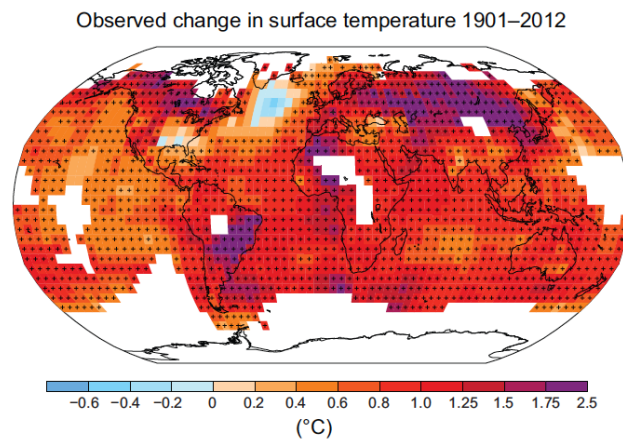 Observed change in surface temperature 1901–2012
−0.6 −0.4 −0.2 0 0.2 0.4 0.6 0.8 1.0 1.25 1.5 1.75 2.5
(°C)